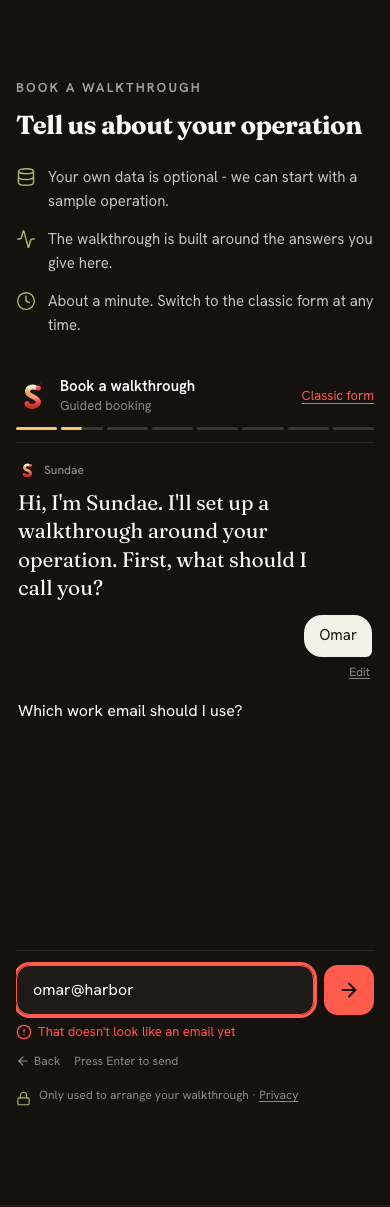 BOOK A WALKTHROUGH
Tell us about your operation
Your own data is optional - we can start with a
sample operation.
The walkthrough is built around the answers you
give here.
About a minute. Switch to the classic form at any
time.
Book a walkthrough
Guided booking
Classic form
Sundae
Hi, I'm Sundae. I'll set up a
walkthrough around your
operation. First, what should I
call you?
Omar
Edit
Which work email should I use?
omar@harbor
That doesn't look like an email yet
Back
Press Enter to send
Only used to arrange your walkthrough · Privacy